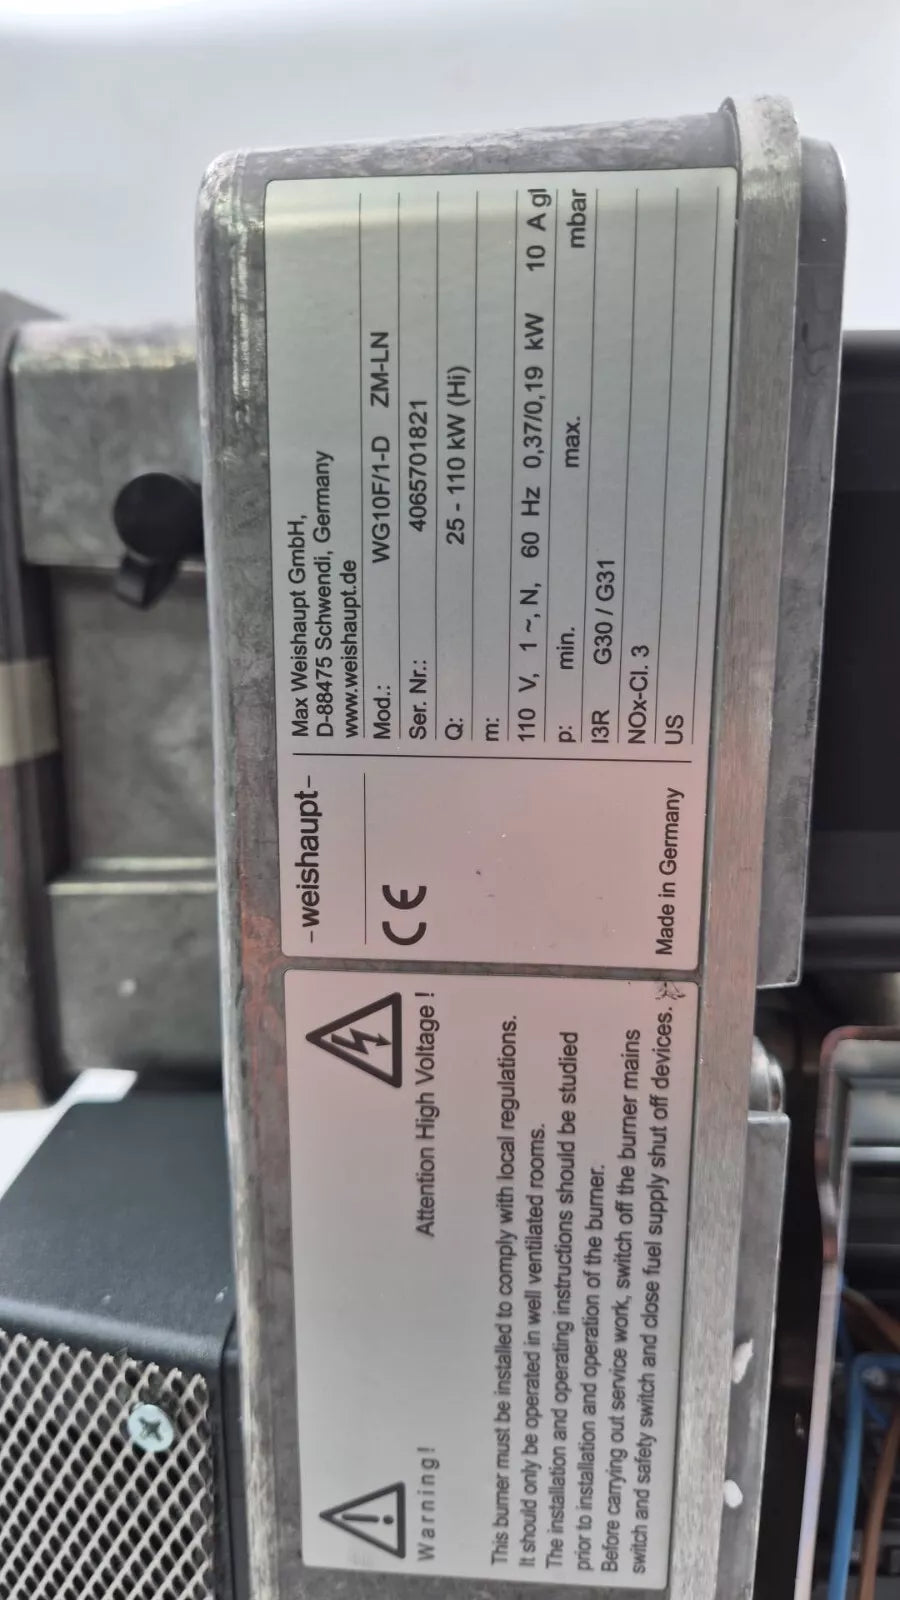 -weishaupt-
Max Weishaupt GmbH,
D-88475 Schwendi, Germany
www.weishaupt.de
Mod.: WG10F/1-D ZM-LN
Ser. Nr.: 4065701821
Q: 25 - 110 kW (Hi)
m:
110 V, 1 ~, N, 60 Hz 0,37/0,19 kW 10 A gl
p: min. max. mbar
I3R G30 / G31
NOx-Cl. 3
US
CE
Made in Germany
Warning!
Attention High Voltage!
This burner must be installed to comply with local regulations.
It should only be operated in well ventilated rooms.
The installation and operating instructions should be studied
prior to installation and operation of the burner.
Before carrying out service work, switch off the burner mains
switch and safety switch and close fuel supply shut off devices.